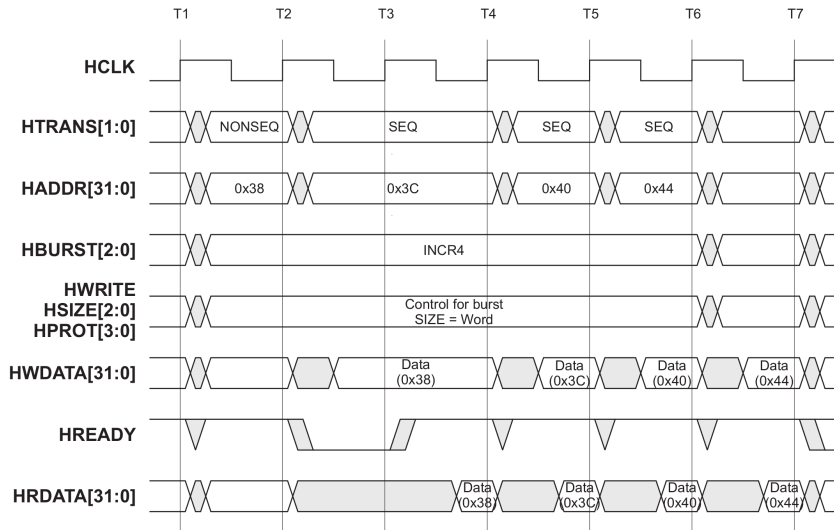 T1 T2 T3 T4 T5 T6 T7
HCLK
HTRANS[1:0] NONSEQ SEQ SEQ SEQ
HADDR[31:0] 0x38 0x3C 0x40 0x44
HBURST[2:0] INCR4
HWRITE
HSIZE[2:0]
HPROT[3:0]
Control for burst
SIZE = Word
HWDATA[31:0]
Data
(0x38)
Data
(0x3C)
Data
(0x40)
Data
(0x44)
HREADY
HRDATA[31:0]
Data
(0x38)
Data
(0x3C)
Data
(0x40)
Data
(0x44)